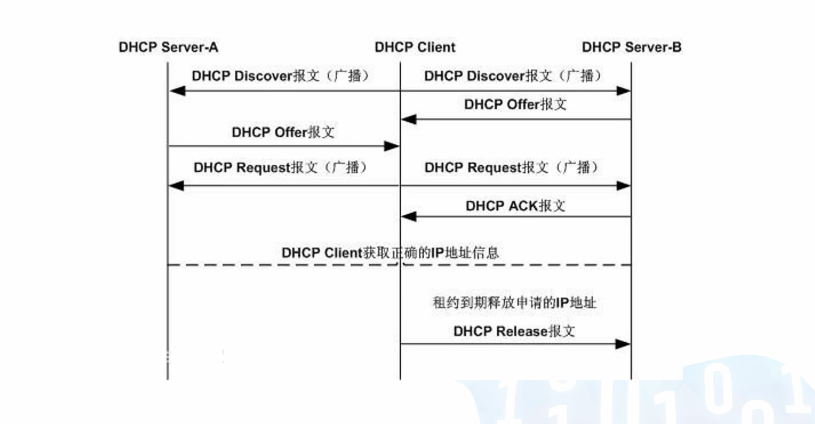 DHCP Server-A DHCP Client DHCP Server-B
DHCP Discover报文（广播） DHCP Discover报文（广播）
DHCP Offer报文
DHCP Offer报文
DHCP Request报文（广播） DHCP Request报文（广播）
DHCP ACK报文
DHCP Client获取正确的IP地址信息
租约到期释放申请的IP地址
DHCP Release报文